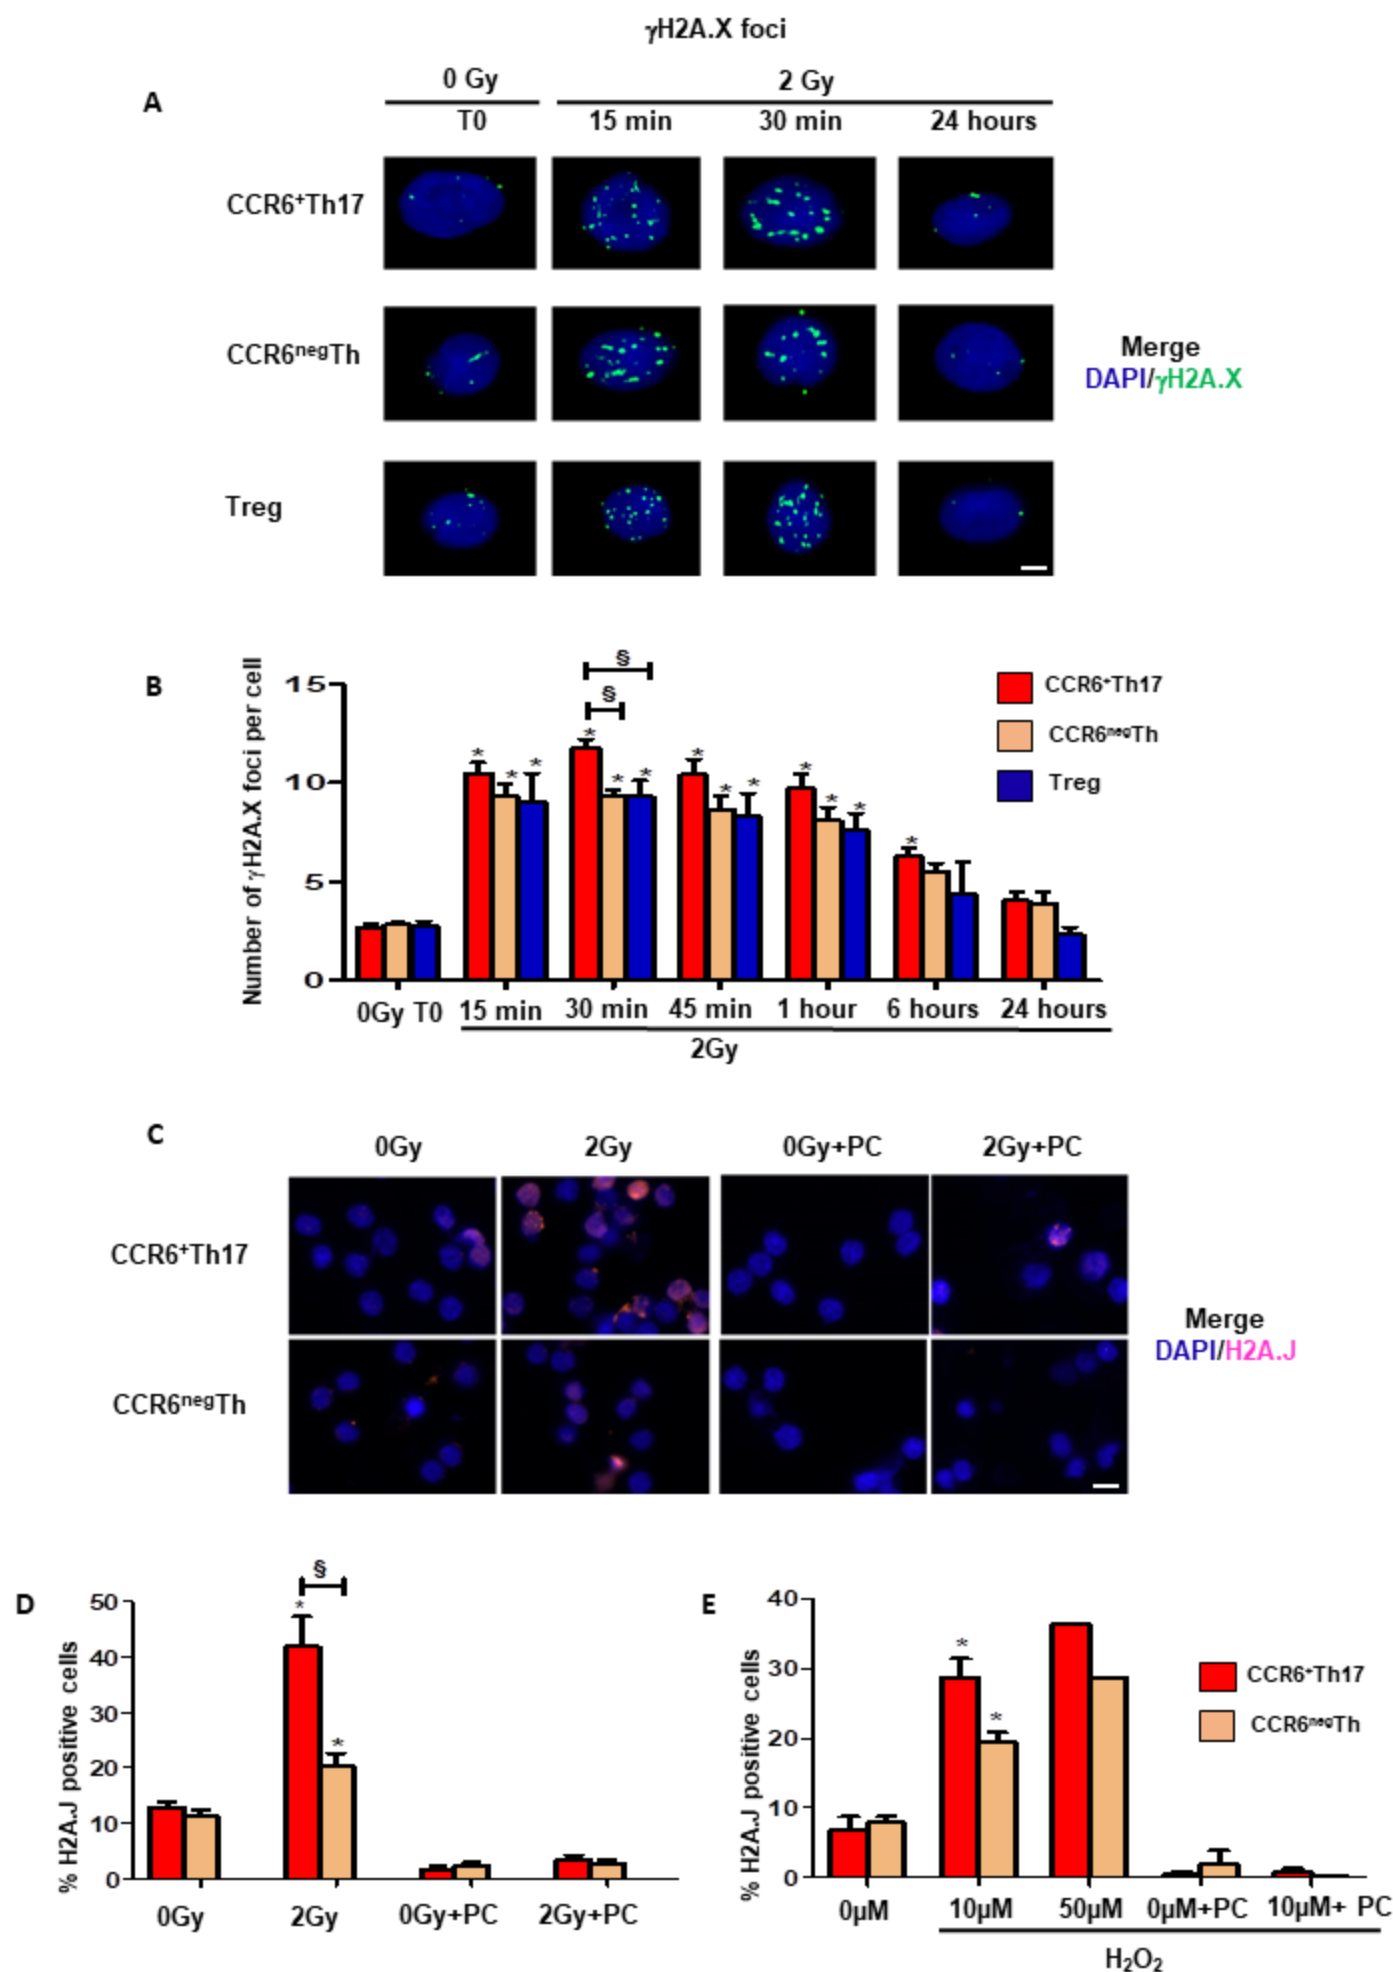 γH2A.X foci
A
0 Gy 2 Gy
T0 15 min 30 min 24 hours
CCR6⁺Th17
CCR6ⁿᵉᵍTh
Treg
Merge
DAPI/γH2A.X
B
Number of γH2A.X foci per cell
15
10
5
0
§
§
* * * * * * * * * * * * *
CCR6⁺Th17
CCR6ⁿᵉᵍTh
Treg
0Gy T0 15 min 30 min 45 min 1 hour 6 hours 24 hours
2Gy
C
0Gy 2Gy 0Gy+PC 2Gy+PC
CCR6⁺Th17
CCR6ⁿᵉᵍTh
Merge
DAPI/H2A.J
D
% H2A.J positive cells
50
40
30
20
10
0
§
* *
0Gy 2Gy 0Gy+PC 2Gy+PC
E
% H2A.J positive cells
40
30
20
10
0
* *
CCR6⁺Th17
CCR6ⁿᵉᵍTh
0µM 10µM 50µM 0µM+PC 10µM+ PC
H₂O₂